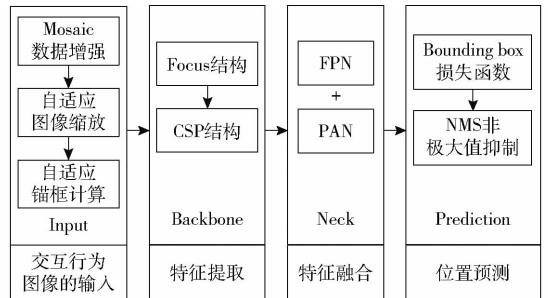 Mosaic
数据增强
自适应
图像缩放
自适应
锚框计算
Input
交互行为
图像的输入
Focus结构
CSP结构
Backbone
特征提取
FPN
+
PAN
Neck
特征融合
Bounding box
损失函数
NMS非
极大值抑制
Prediction
位置预测